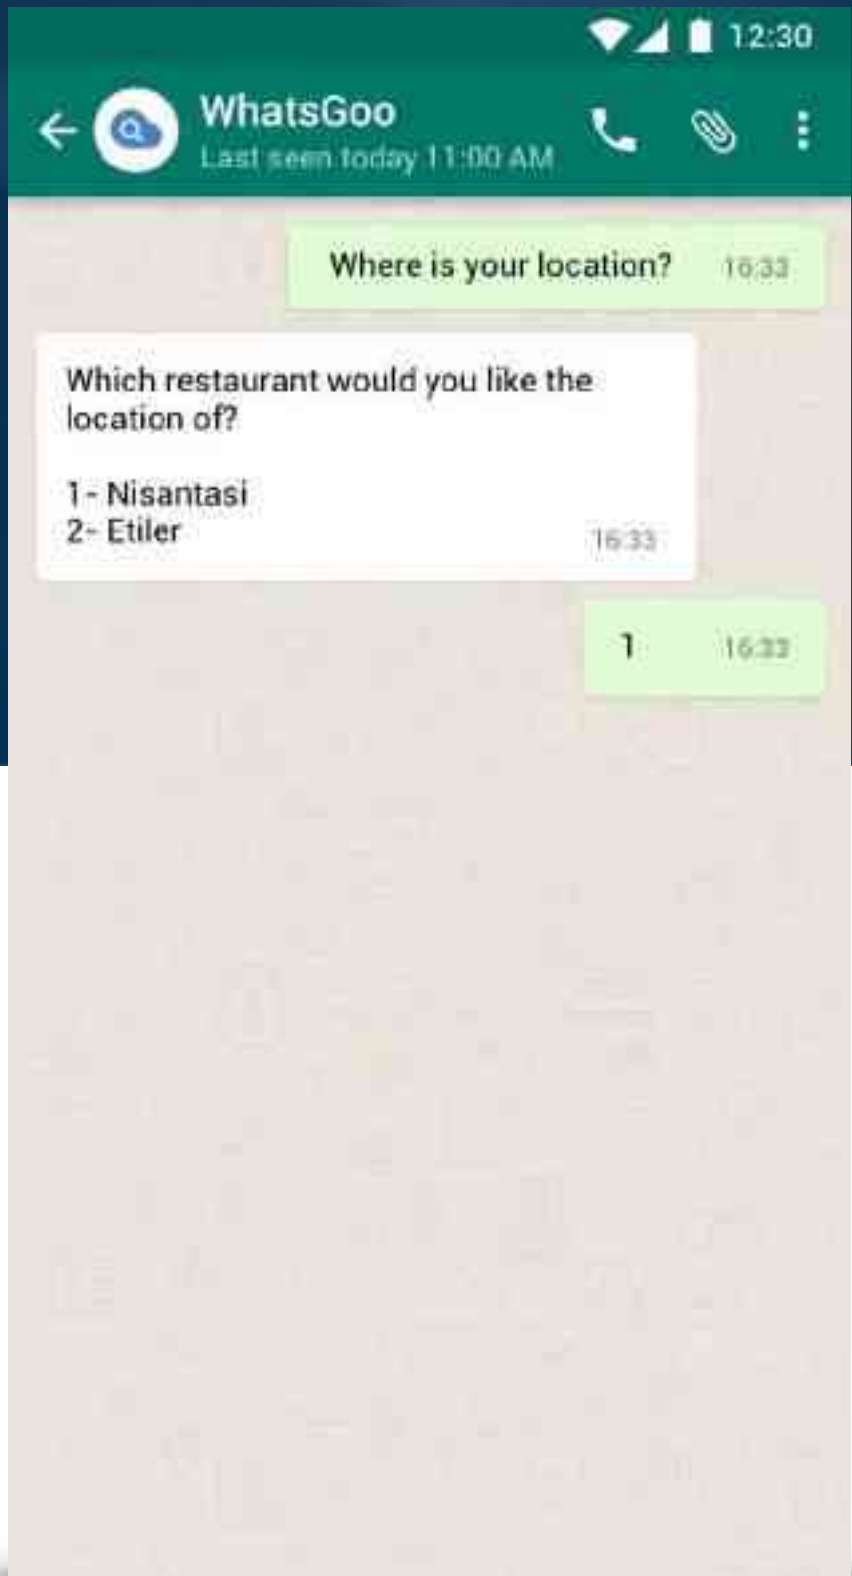 12:30
WhatsGoo
Last seen today 11:00 AM
Where is your location? 16:33
Which restaurant would you like the
location of?
1- Nisantasi
2- Etiler
16:33
1 16:33